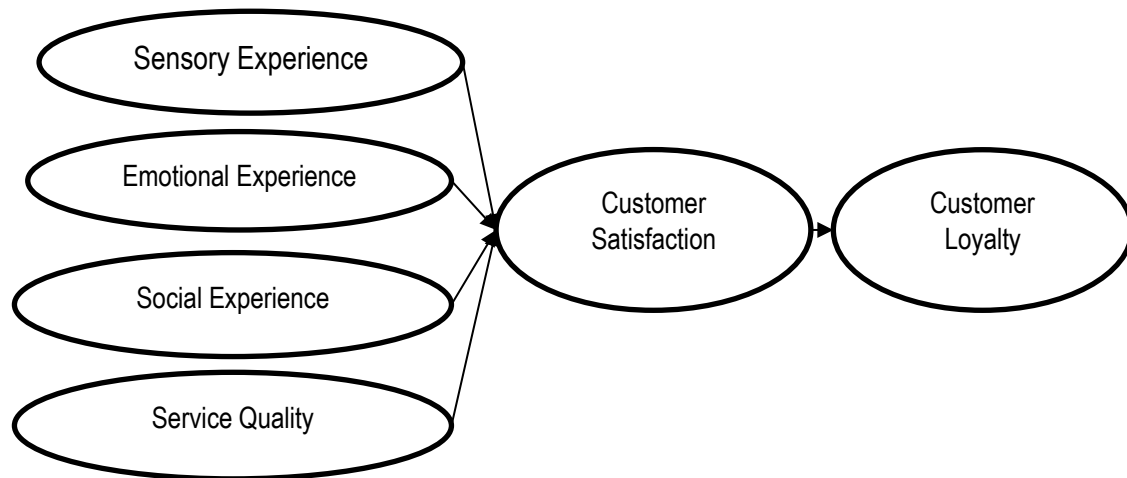 Sensory Experience
Emotional Experience
Social Experience
Service Quality
Customer
Satisfaction
Customer
Loyalty